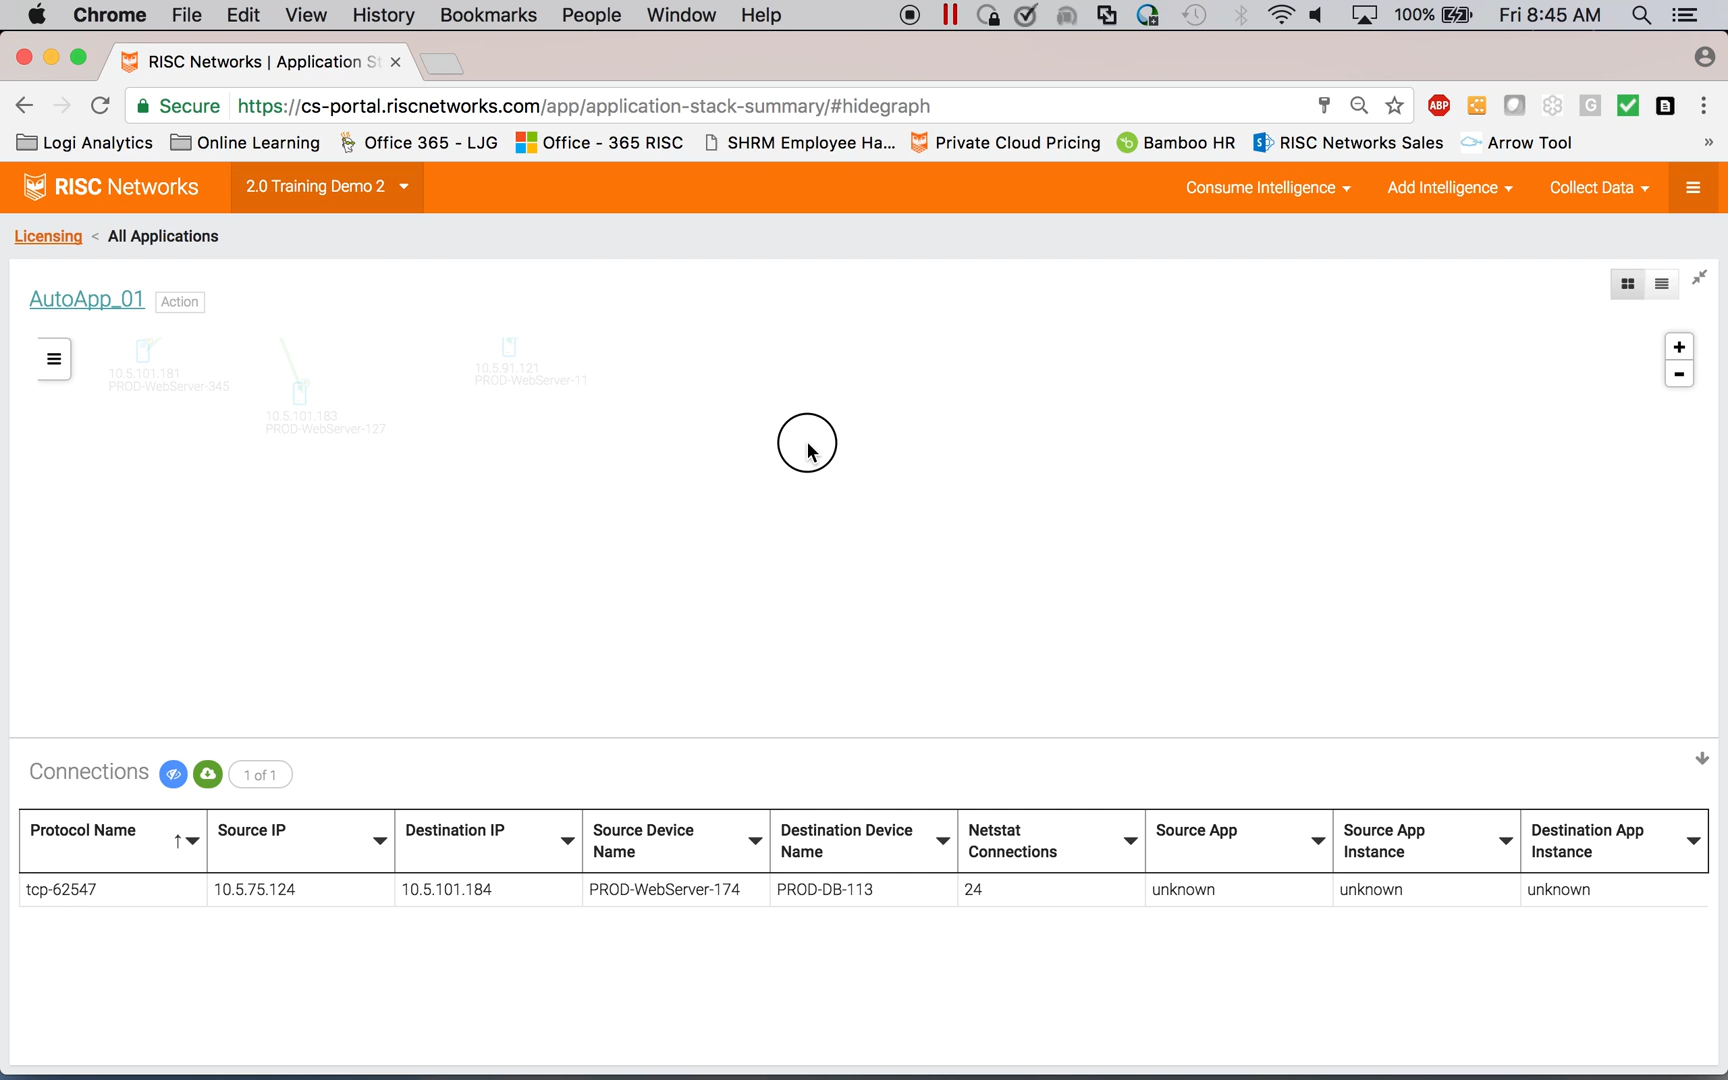 Chrome File Edit View History Bookmarks People Window Help 100% Fri 8:45 AM
RISC Networks | Application St
Secure https://cs-portal.riscnetworks.com/app/application-stack-summary/#hidegraph ABP G
Logi Analytics Online Learning Office 365 - LJG Office - 365 RISC SHRM Employee Ha... Private Cloud Pricing Bamboo HR RISC Networks Sales Arrow Tool »
RISC Networks 2.0 Training Demo 2 Consume Intelligence Add Intelligence Collect Data
Licensing < All Applications
AutoApp_01 Action
10.5.101.181
PROD-WebServer-345
10.5.91.121
PROD-WebServer-11
10.5.101.183
PROD-WebServer-127
+
-
Connections 1 of 1
Protocol Name Source IP Destination IP Source Device Name Destination Device Name Netstat Connections Source App Source App Instance Destination App Instance
tcp-62547 10.5.75.124 10.5.101.184 PROD-WebServer-174 PROD-DB-113 24 unknown unknown unknown